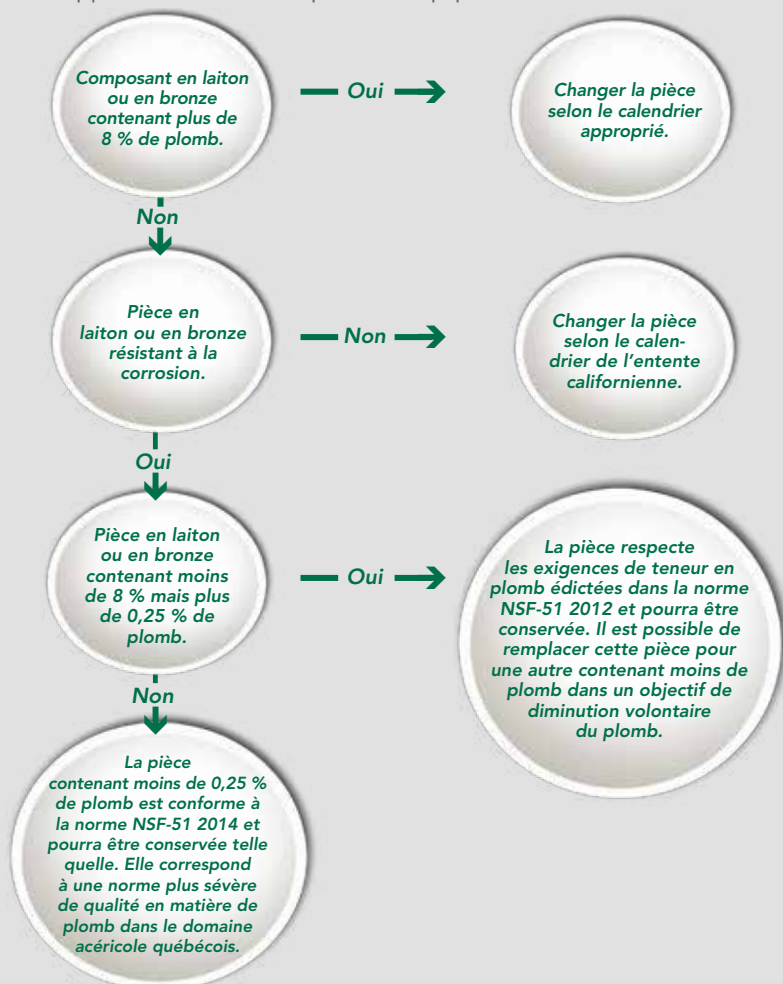 Composant en laiton
ou en bronze
contenant plus de
8 % de plomb.
Oui
Changer la pièce
selon le calendrier
approprié.
Non
Pièce en
laiton ou en bronze
résistant à la
corrosion.
Non
Changer la pièce
selon le calen-
drier de l'entente
californienne.
Oui
Pièce en laiton
ou en bronze
contenant moins
de 8 % mais plus
de 0,25 % de
plomb.
Oui
La pièce respecte
les exigences de teneur en
plomb édictées dans la norme
NSF-51 2012 et pourra être
conservée. Il est possible de
remplacer cette pièce pour
une autre contenant moins de
plomb dans un objectif de
diminution volontaire
du plomb.
Non
La pièce
contenant moins de 0,25 %
de plomb est conforme à
la norme NSF-51 2014 et
pourra être conservée telle
quelle. Elle correspond
à une norme plus sévère
de qualité en matière de
plomb dans le domaine
acéricole québécois.